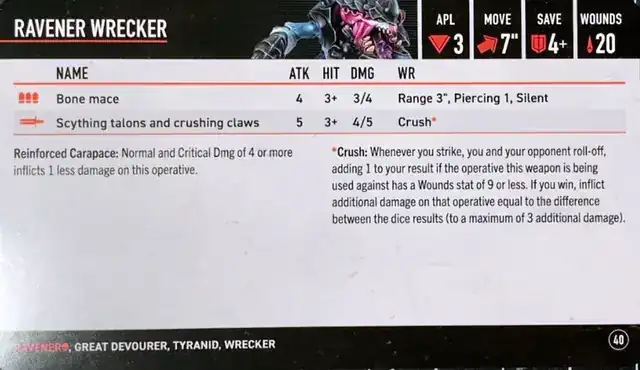 RAVENER WRECKER
APL MOVE SAVE WOUNDS
3 7" 4+ 20
NAME ATK HIT DMG WR
Bone mace 4 3+ 3/4 Range 3", Piercing 1, Silent
Scything talons and crushing claws 5 3+ 4/5 Crush*
Reinforced Carapace: Normal and Critical Dmg of 4 or more
inflicts 1 less damage on this operative.
*Crush: Whenever you strike, you and your opponent roll-off,
adding 1 to your result if the operative this weapon is being
used against has a Wounds stat of 9 or less. If you win, inflict
additional damage on that operative equal to the difference
between the dice results (to a maximum of 3 additional damage).
RAVENER, GREAT DEVOURER, TYRANID, WRECKER
40